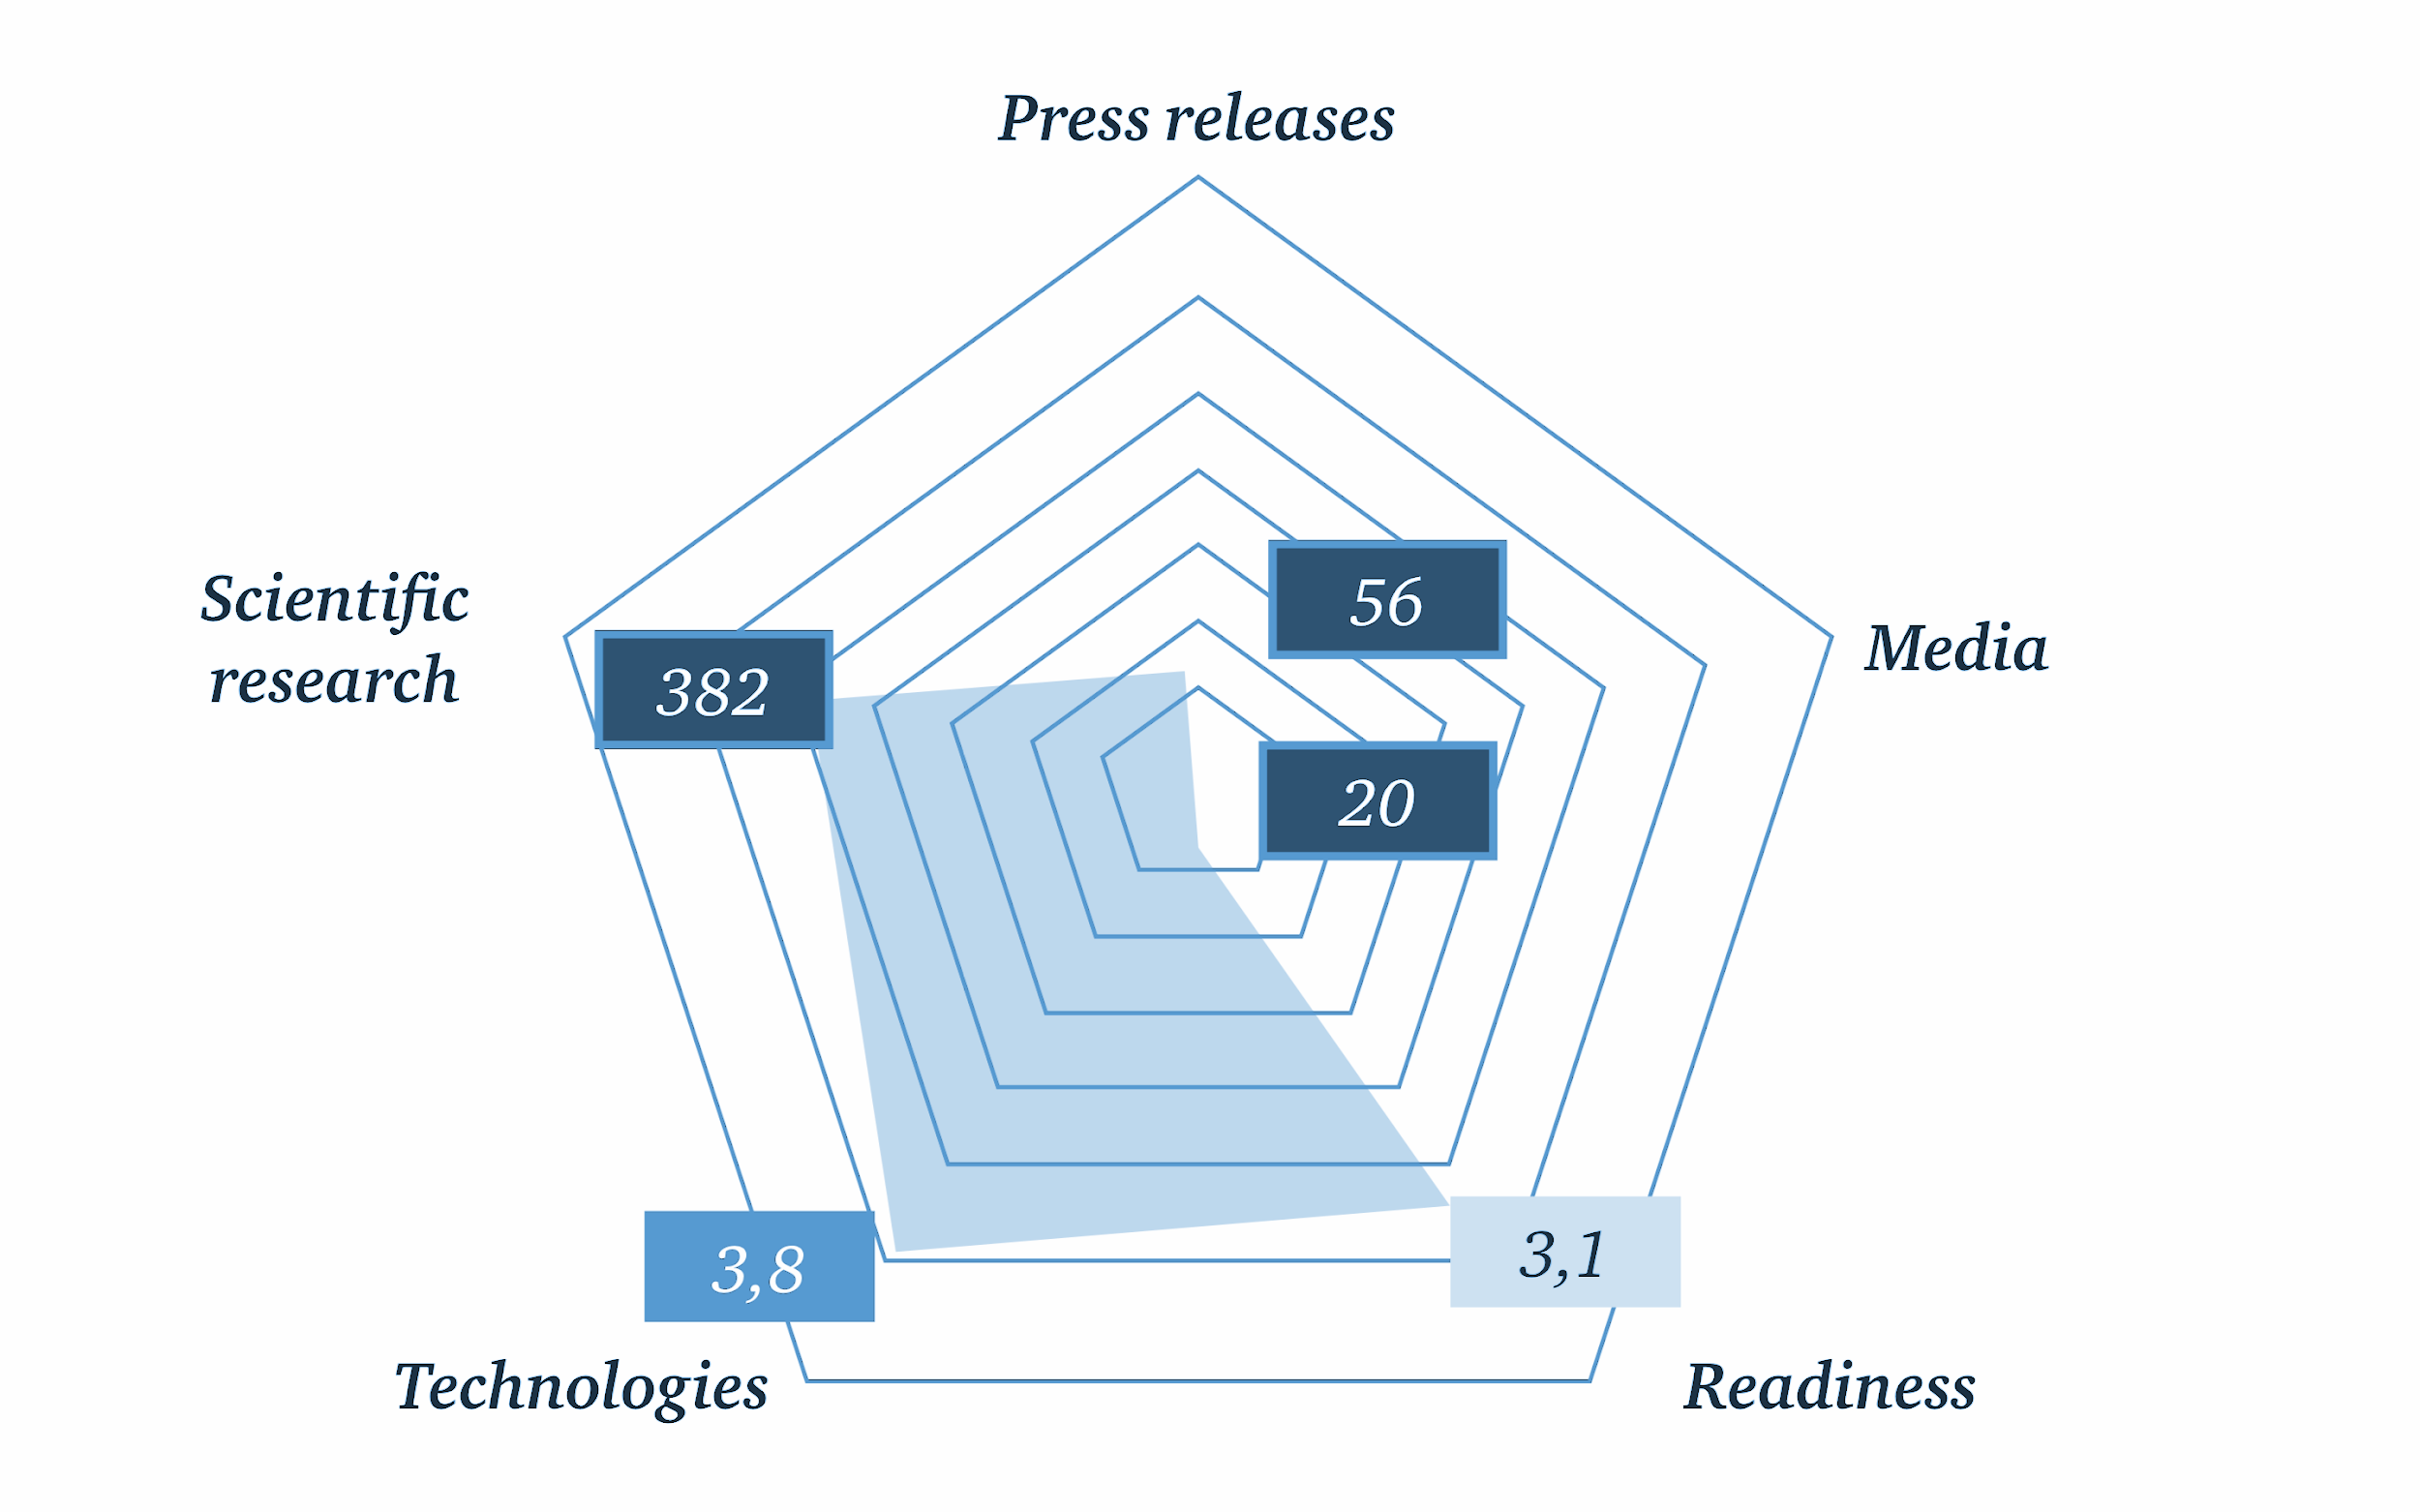 Press releases
56
Scientific
research
382
Media
20
3,8
3,1
Technologies
Readiness